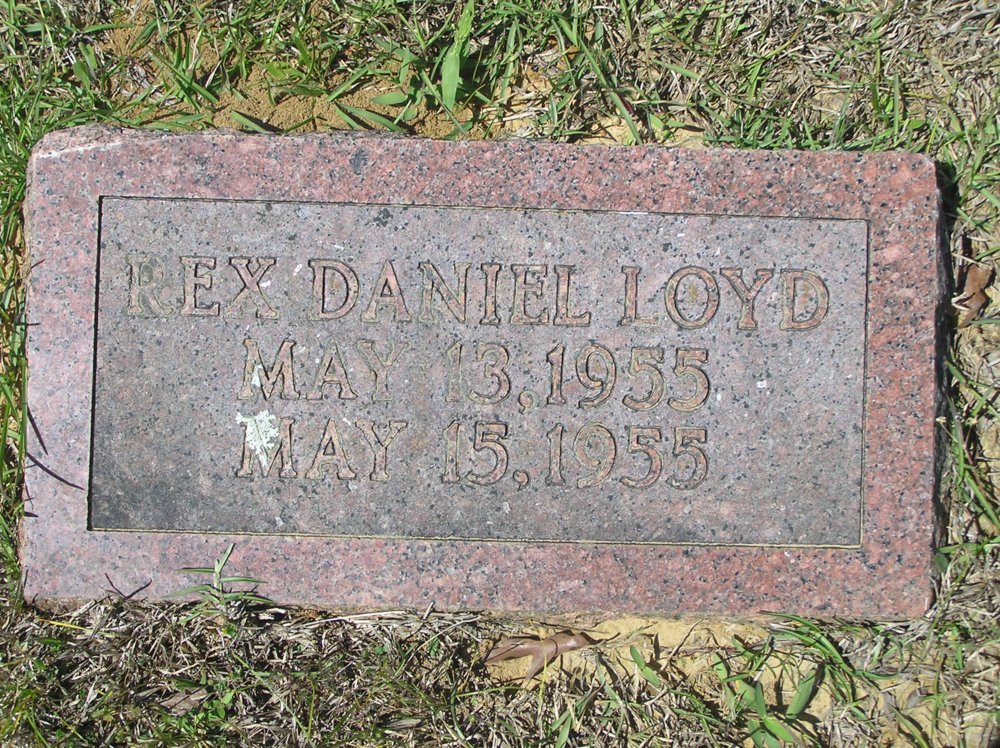 REX DANIEL LOYD
MAY 13, 1955
MAY 15, 1955